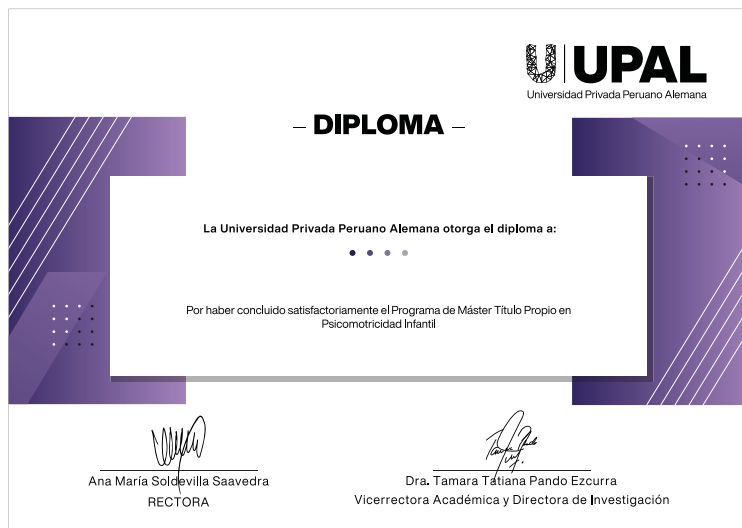 UPAL
Universidad Privada Peruano Alemana
– DIPLOMA –
La Universidad Privada Peruano Alemana otorga el diploma a:
Por haber concluido satisfactoriamente el Programa de Máster Título Propio en
Psicomotricidad Infantil
Ana María Soldevilla Saavedra
RECTORA
Dra. Tamara Tatiana Pando Ezcurra
Vicerrectora Académica y Directora de Investigación